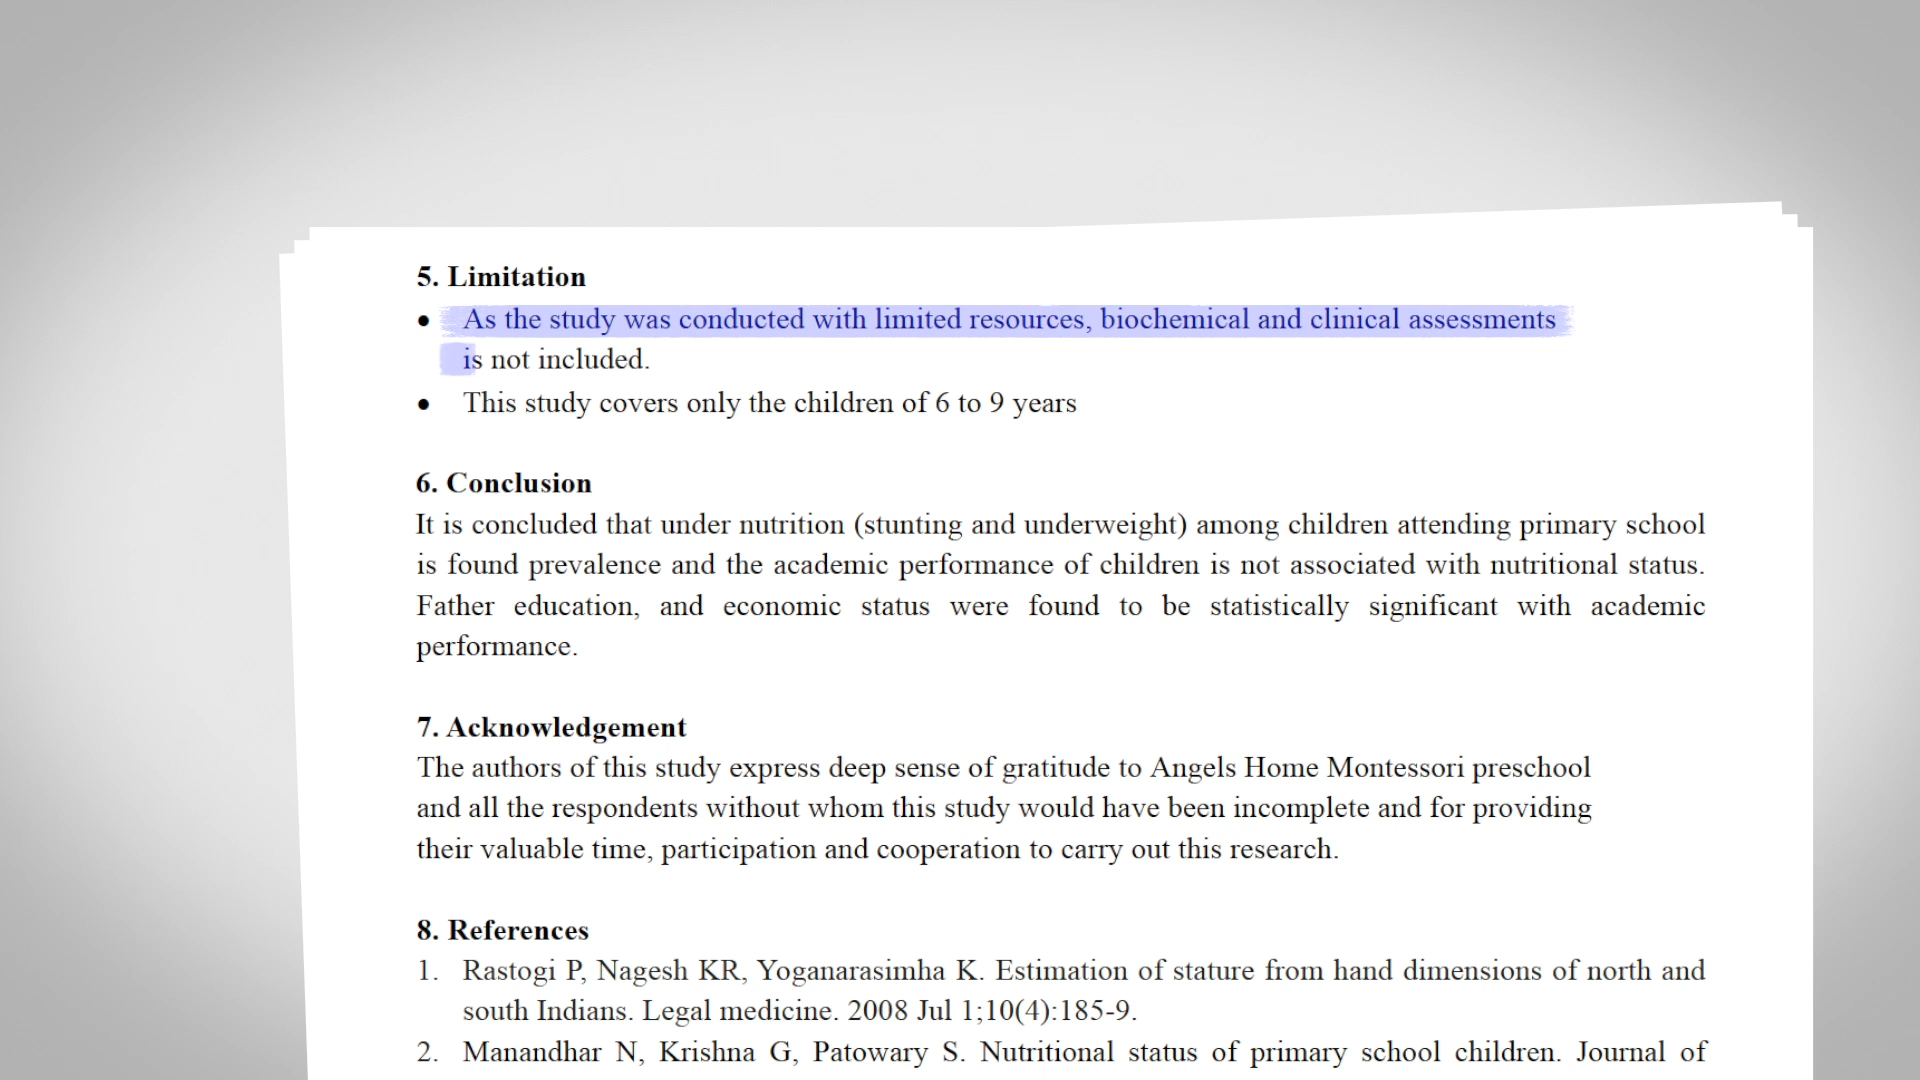 5. Limitation
● As the study was conducted with limited resources, biochemical and clinical assessments
is not included.
● This study covers only the children of 6 to 9 years
6. Conclusion
It is concluded that under nutrition (stunting and underweight) among children attending primary school
is found prevalence and the academic performance of children is not associated with nutritional status.
Father education, and economic status were found to be statistically significant with academic
performance.
7. Acknowledgement
The authors of this study express deep sense of gratitude to Angels Home Montessori preschool
and all the respondents without whom this study would have been incomplete and for providing
their valuable time, participation and cooperation to carry out this research.
8. References
1. Rastogi P, Nagesh KR, Yoganarasimha K. Estimation of stature from hand dimensions of north and
south Indians. Legal medicine. 2008 Jul 1;10(4):185-9.
2. Manandhar N, Krishna G, Patowary S. Nutritional status of primary school children. Journal of